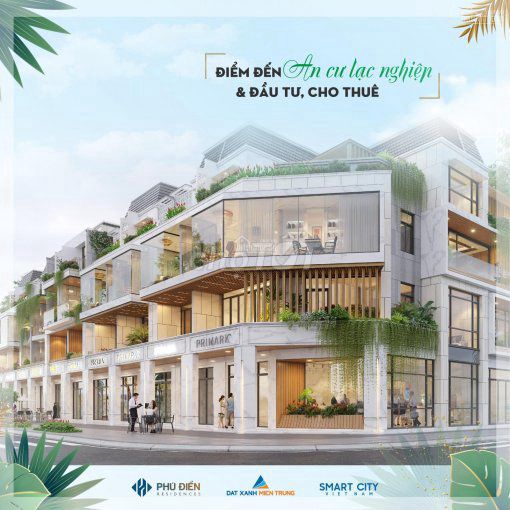 ĐIỂM ĐẾN An cư lạc nghiệp
& ĐẦU TƯ, CHO THUÊ
PRIMARK
PHÚ ĐIỀN
RESIDENCES
ĐẤT XANH MIỀN TRUNG
SMART CITY
VIỆT NAM